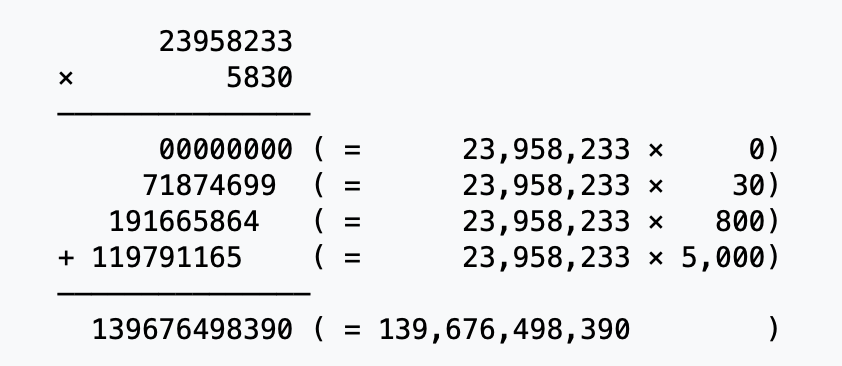 23958233
×         5830
———————————————
      00000000 ( =      23,958,233 ×     0)
     71874699  ( =      23,958,233 ×    30)
   191665864   ( =      23,958,233 ×   800)
+ 119791165    ( =      23,958,233 × 5,000)
———————————————
  139676498390 ( = 139,676,498,390        )